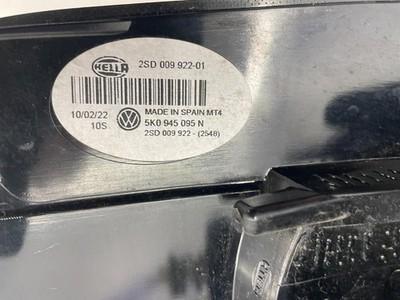 HELLA 2SD 009 922-01
10/02/22 MADE IN SPAIN MT4
10S 5K0 945 095 N
2SD 009 922 - (2548)
HELLA